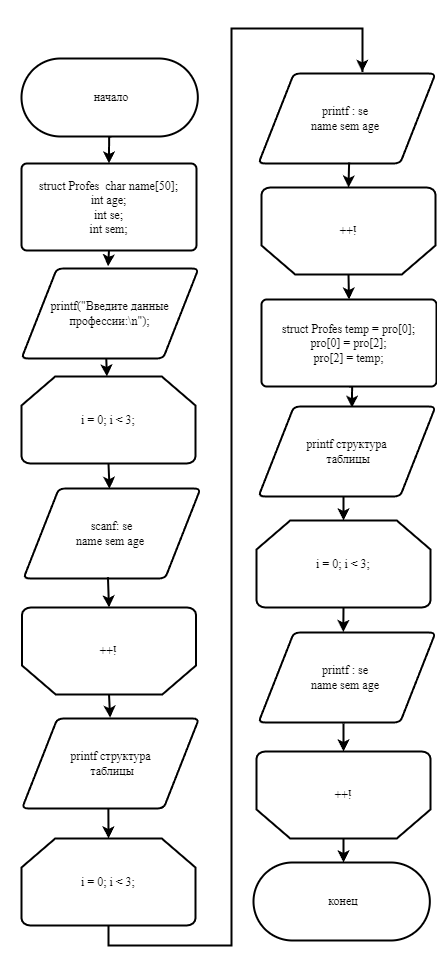 начало
struct Profes  char name[50];
int age;
int se;
int sem;
printf("Введите данные
профессии:\n");
i = 0; i < 3;
scanf: se
name sem age
++!
printf структура
таблицы
i = 0; i < 3;
printf : se
name sem age
++!
struct Profes temp = pro[0];
pro[0] = pro[2];
pro[2] = temp;
printf структура
таблицы
i = 0; i < 3;
printf : se
name sem age
++!
конец